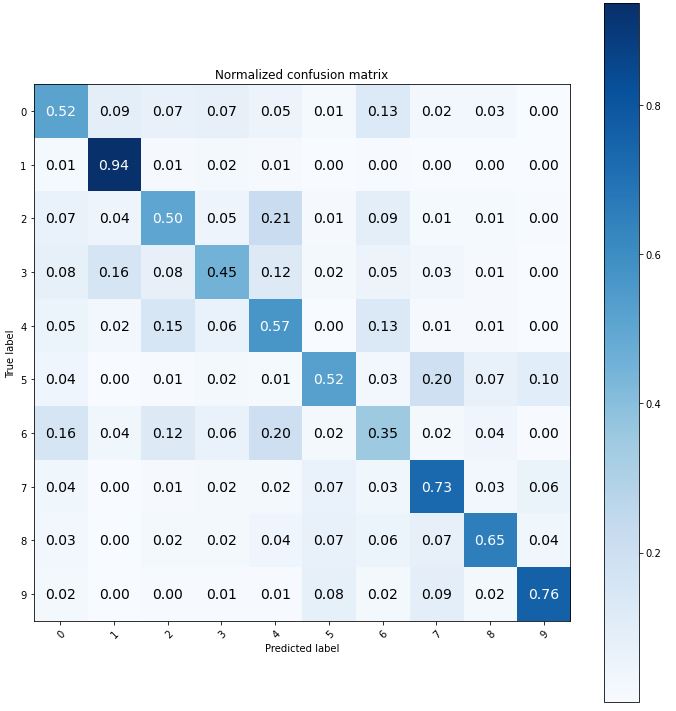 Normalized confusion matrix
0 0.52 0.09 0.07 0.07 0.05 0.01 0.13 0.02 0.03 0.00
1 0.01 0.94 0.01 0.02 0.01 0.00 0.00 0.00 0.00 0.00
2 0.07 0.04 0.50 0.05 0.21 0.01 0.09 0.01 0.01 0.00
3 0.08 0.16 0.08 0.45 0.12 0.02 0.05 0.03 0.01 0.00
4 0.05 0.02 0.15 0.06 0.57 0.00 0.13 0.01 0.01 0.00
5 0.04 0.00 0.01 0.02 0.01 0.52 0.03 0.20 0.07 0.10
6 0.16 0.04 0.12 0.06 0.20 0.02 0.35 0.02 0.04 0.00
7 0.04 0.00 0.01 0.02 0.02 0.07 0.03 0.73 0.03 0.06
8 0.03 0.00 0.02 0.02 0.04 0.07 0.06 0.07 0.65 0.04
9 0.02 0.00 0.00 0.01 0.01 0.08 0.02 0.09 0.02 0.76
0 1 2 3 4 5 6 7 8 9
True label
Predicted label
0.8
0.6
0.4
0.2